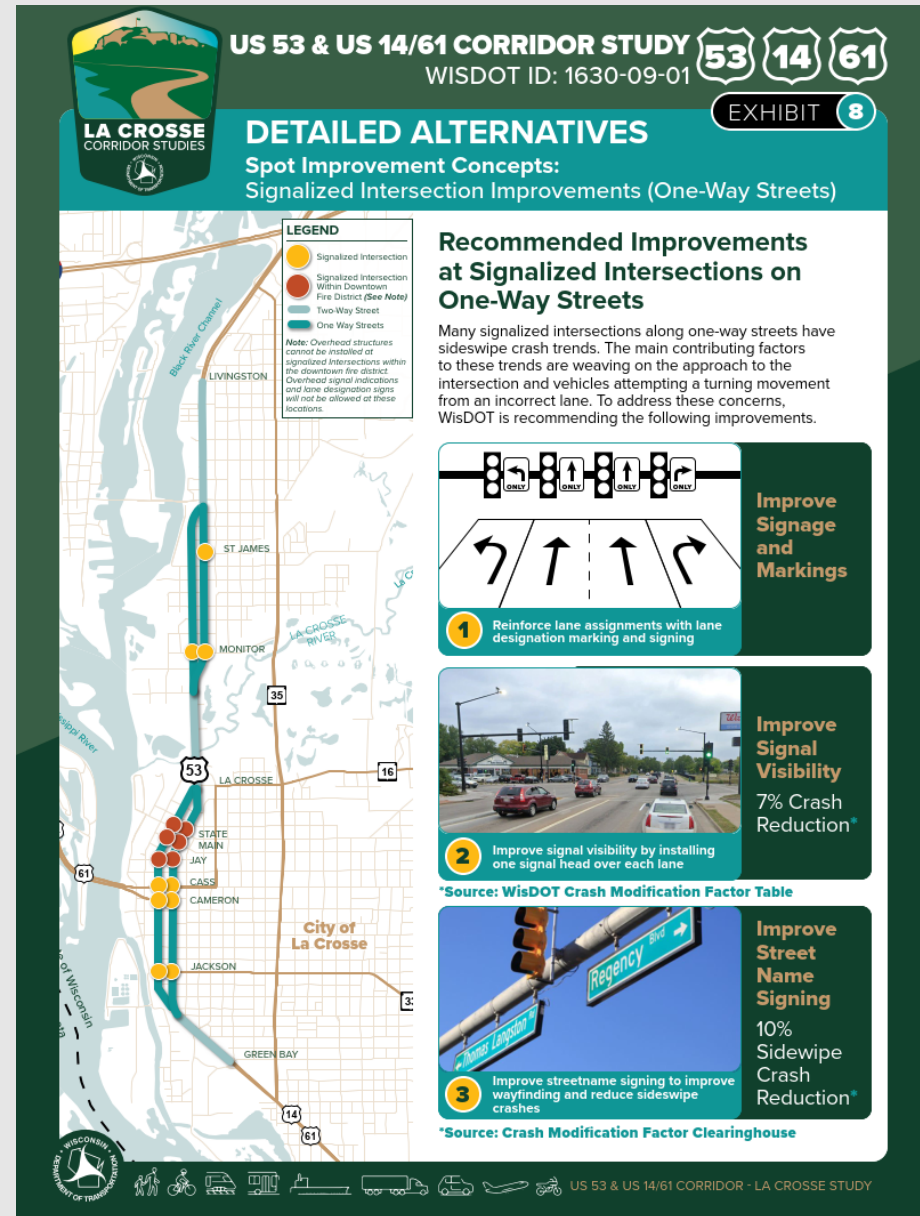 US 53 & US 14/61 CORRIDOR STUDY
WISDOT ID: 1630-09-01
53
14
61
EXHIBIT 8
LA CROSSE
CORRIDOR STUDIES
DETAILED ALTERNATIVES
Spot Improvement Concepts:
Signalized Intersection Improvements (One-Way Streets)
LEGEND
Signalized Intersection
Signalized Intersection
Within Downtown
Fire District (See Note)
Two-Way Street
One Way Streets
Note: Overhead structures
cannot be installed at
signalized Intersections within
the downtown fire district.
Overhead signal indications
and lane designation signs
will not be allowed at these
locations.
Black River Channel
LIVINGSTON
ST JAMES
MONITOR
LA CROSSE
RIVER
35
53
LA CROSSE
16
STATE
MAIN
JAY
61
CASS
CAMERON
City of
La Crosse
JACKSON
GREEN BAY
14
61
Recommended Improvements
at Signalized Intersections on
One-Way Streets
Many signalized intersections along one-way streets have
sideswipe crash trends. The main contributing factors
to these trends are weaving on the approach to the
intersection and vehicles attempting a turning movement
from an incorrect lane. To address these concerns,
WisDOT is recommending the following improvements.
ONLY
ONLY
ONLY
ONLY
Improve
Signage
and
Markings
1
Reinforce lane assignments with lane
designation marking and signing
Improve
Signal
Visibility
7% Crash
Reduction*
2
Improve signal visibility by installing
one signal head over each lane
*Source: WisDOT Crash Modification Factor Table
Regency Blvd
Thomas Langston Rd
Improve
Street
Name
Signing
10%
Sidewipe
Crash
Reduction*
3
Improve streetname signing to improve
wayfinding and reduce sideswipe
crashes
*Source: Crash Modification Factor Clearinghouse
WISCONSIN
DEPARTMENT OF TRANSPORTATION
US 53 & US 14/61 CORRIDOR - LA CROSSE STUDY